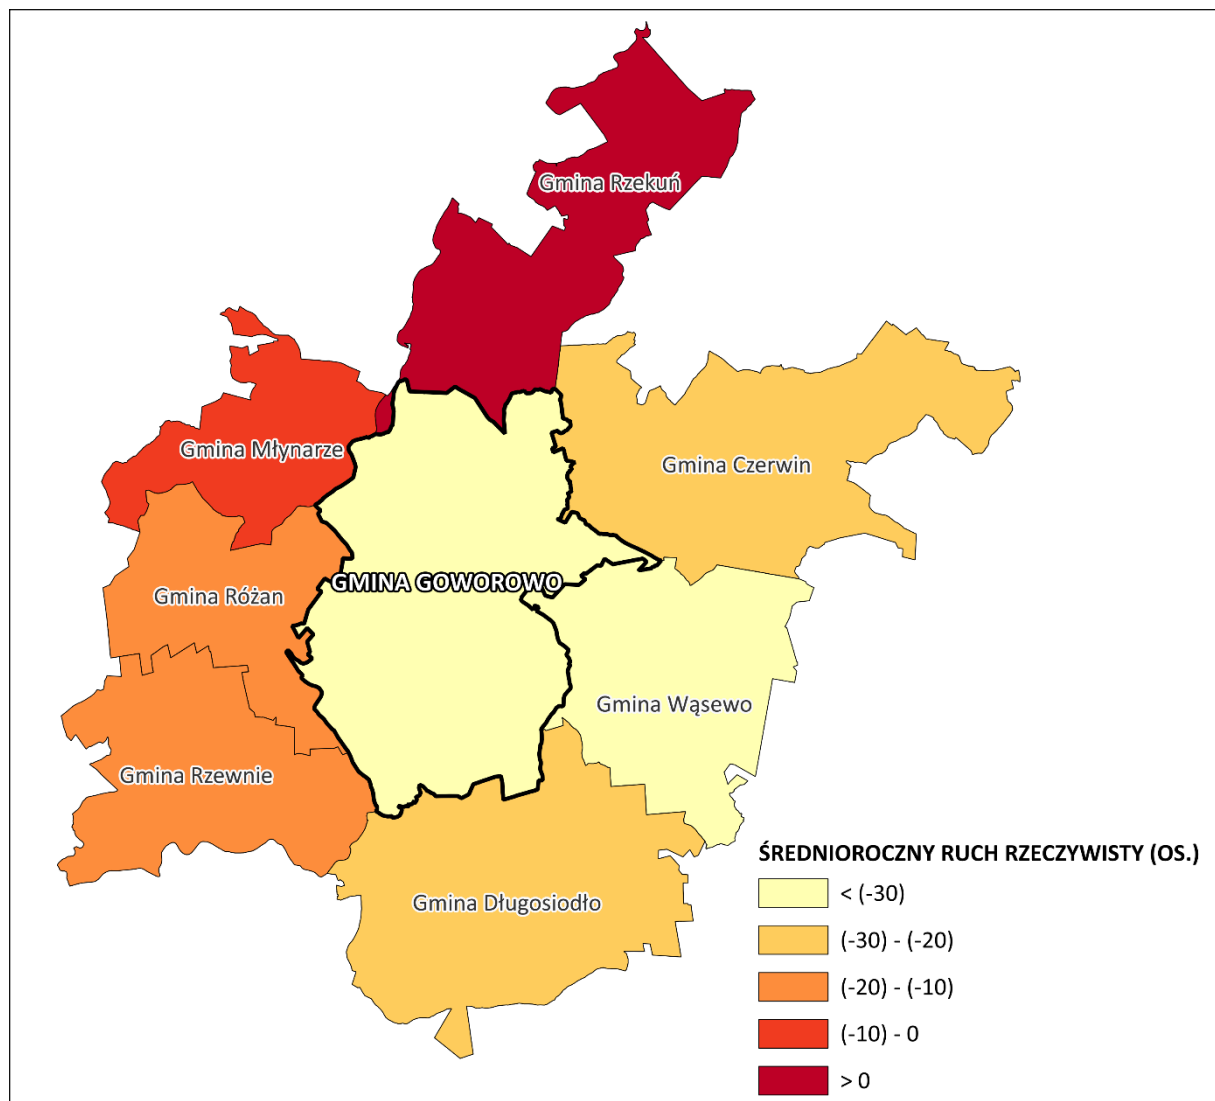 Gmina Rzekuń
Gmina Młynarze
Gmina Czerwin
GMINA GOWOROWO
Gmina Różan
Gmina Wąsewo
Gmina Rzewnie
Gmina Długosiodło
ŚREDNIOROCZNY RUCH RZECZYWISTY (OS.)
< (-30)
(-30) - (-20)
(-20) - (-10)
(-10) - 0
> 0